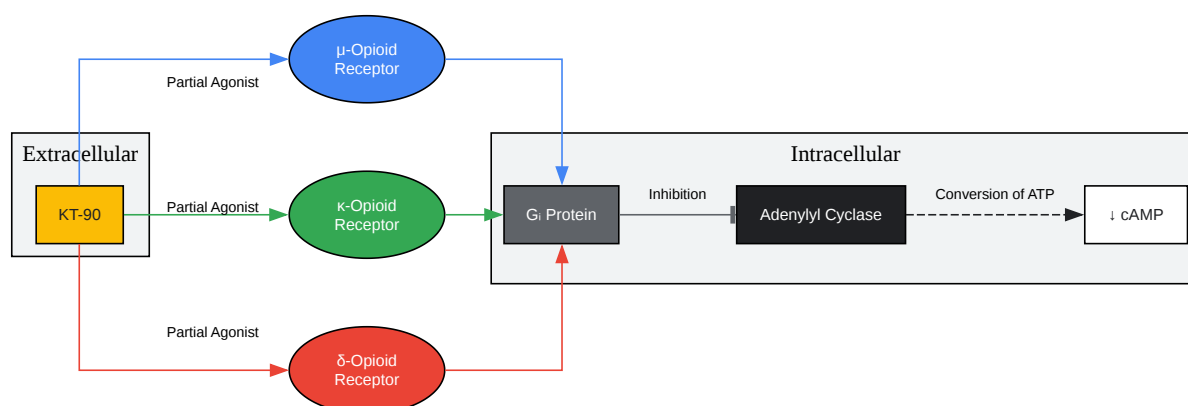 μ-Opioid
Receptor
Partial Agonist
Extracellular
Intracellular
KT-90
Partial Agonist
κ-Opioid
Receptor
Gᵢ Protein
Inhibition
Adenylyl Cyclase
Conversion of ATP
↓ cAMP
Partial Agonist
δ-Opioid
Receptor